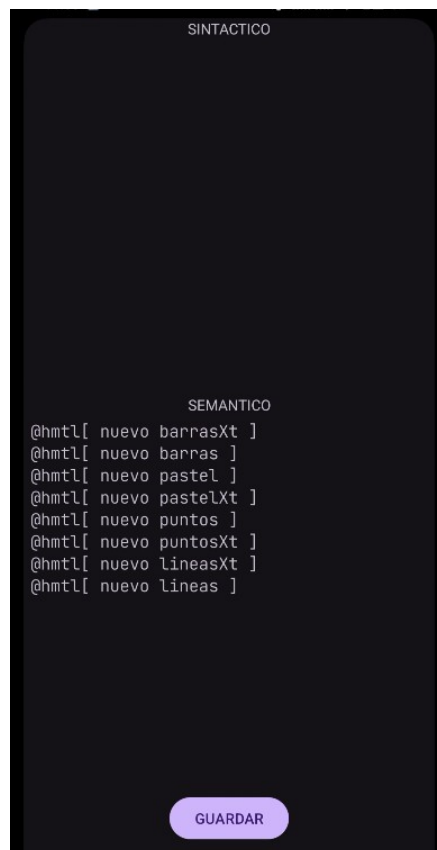 SINTACTICO
SEMANTICO
@hmtl[ nuevo barrasXt ]
@hmtl[ nuevo barras ]
@hmtl[ nuevo pastel ]
@hmtl[ nuevo pastelXt ]
@hmtl[ nuevo puntos ]
@hmtl[ nuevo puntosXt ]
@hmtl[ nuevo lineasXt ]
@hmtl[ nuevo lineas ]
GUARDAR